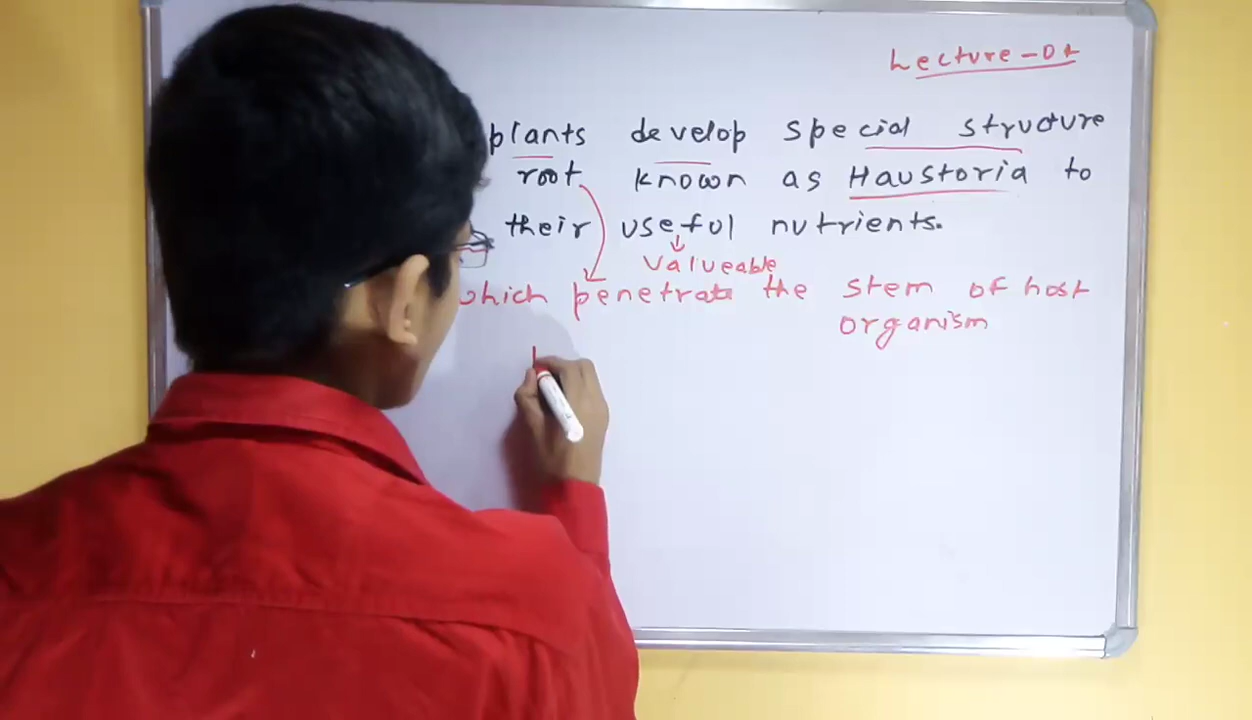 Lecture-01
plants develop special structure
root known as Haustoria to
their useful nutrients.
valueable
which penetrate the stem of host
organism